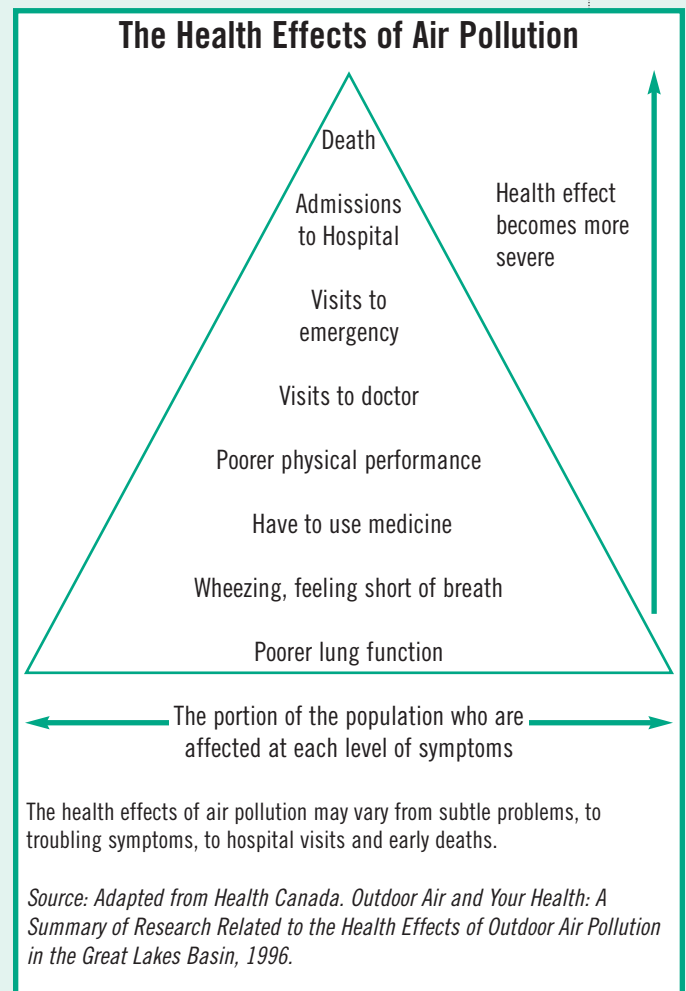 The Health Effects of Air Pollution
Death
Admissions
to Hospital
Health effect
becomes more
severe
Visits to
emergency
Visits to doctor
Poorer physical performance
Have to use medicine
Wheezing, feeling short of breath
Poorer lung function
The portion of the population who are
affected at each level of symptoms
The health effects of air pollution may vary from subtle problems, to
troubling symptoms, to hospital visits and early deaths.
Source: Adapted from Health Canada. Outdoor Air and Your Health: A
Summary of Research Related to the Health Effects of Outdoor Air Pollution
in the Great Lakes Basin, 1996.